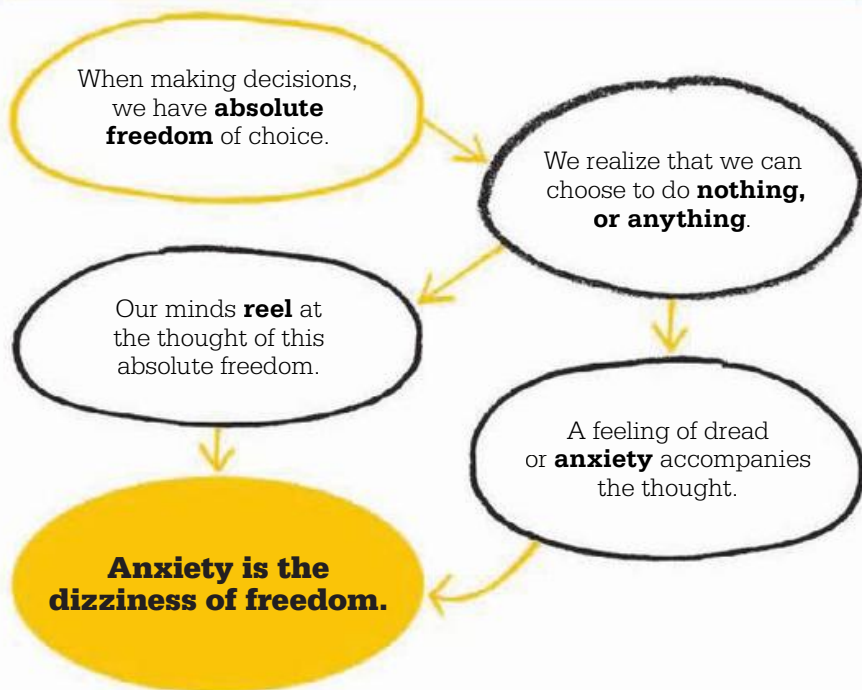 When making decisions,
we have absolute
freedom of choice.
We realize that we can
choose to do nothing,
or anything.
Our minds reel at
the thought of this
absolute freedom.
A feeling of dread
or anxiety accompanies
the thought.
Anxiety is the
dizziness of freedom.